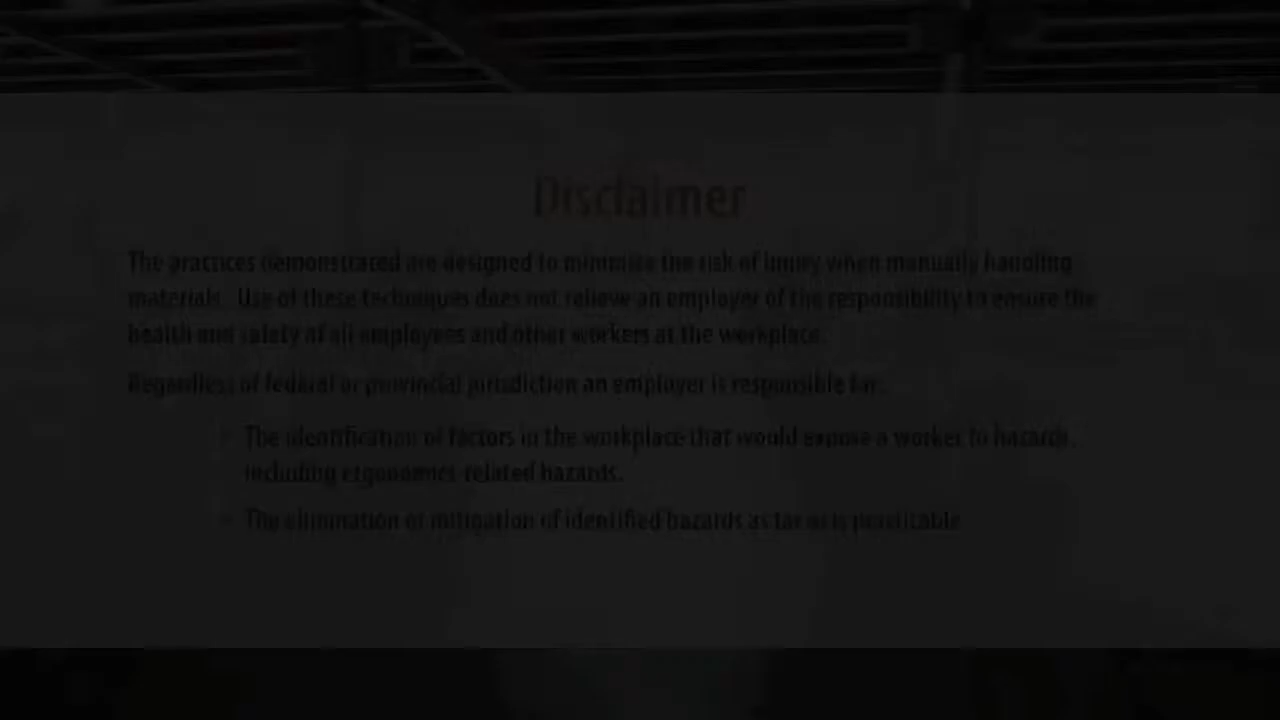 Disclaimer
The practices demonstrated are designed to minimize the risk of injury when manually handling
materials. Use of these techniques does not relieve an employer of the responsibility to ensure the
health and safety of all employees and other workers at the workplace.
Regardless of federal or provincial jurisdiction an employer is responsible for:
The identification of factors in the workplace that would expose a worker to hazards,
including ergonomics related hazards.
The elimination or mitigation of identified hazards as far as is practicable